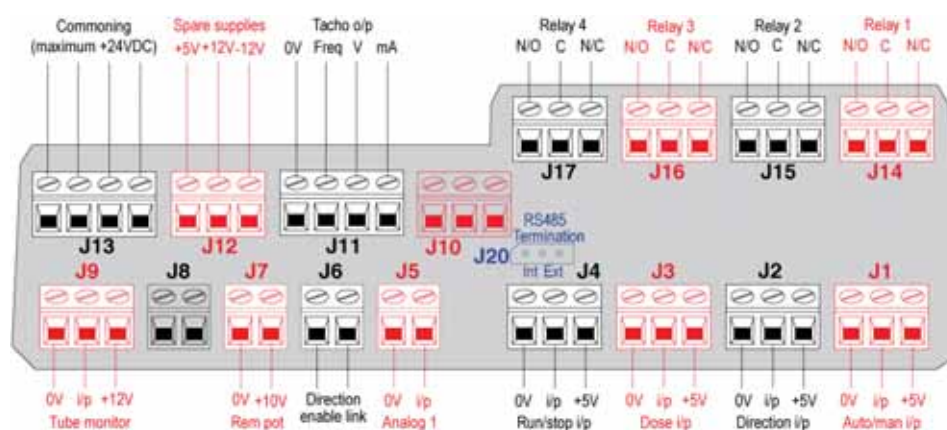 Commoning
(maximum +24VDC)
Spare supplies
+5V +12V -12V
Tacho o/p
0V Freq V mA
Relay 4
N/O C N/C
Relay 3
N/O C N/C
Relay 2
N/O C N/C
Relay 1
N/O C N/C
J17 J16 J15 J14
J13 J12 J11 J10
RS485
Termination
J20
Int Ext
J9 J8 J7 J6 J5 J4 J3 J2 J1
0V i/p +12V
Tube monitor
0V +10V
Rem pot
Direction
enable link
0V i/p
Analog 1
0V i/p +5V
Run/stop i/p
0V i/p +5V
Dose i/p
0V i/p +5V
Direction i/p
0V i/p +5V
Auto/man i/p